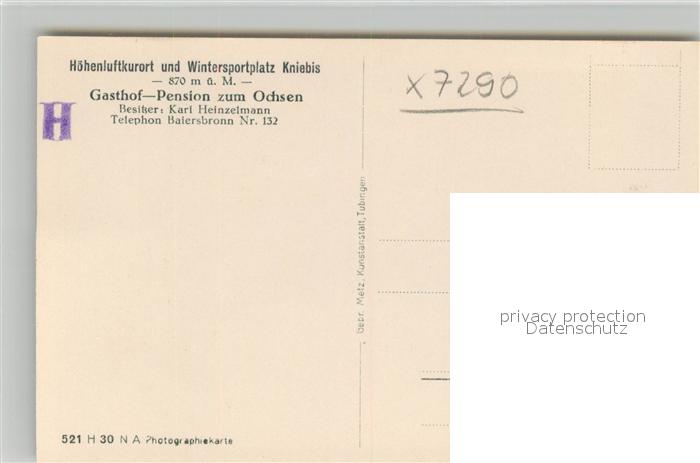 Höhenluftkurort und Wintersportplatz Kniebis
— 870 m ü. M. —
Gasthof—Pension zum Ochsen
Besitzer: Karl Heinzelmann
Telephon Baiersbronn Nr. 132
H
x 7290
Gebr. Metz, Kunstanstalt, Tübingen
privacy protection
Datenschutz
521 H 30 N A Photographiekarte